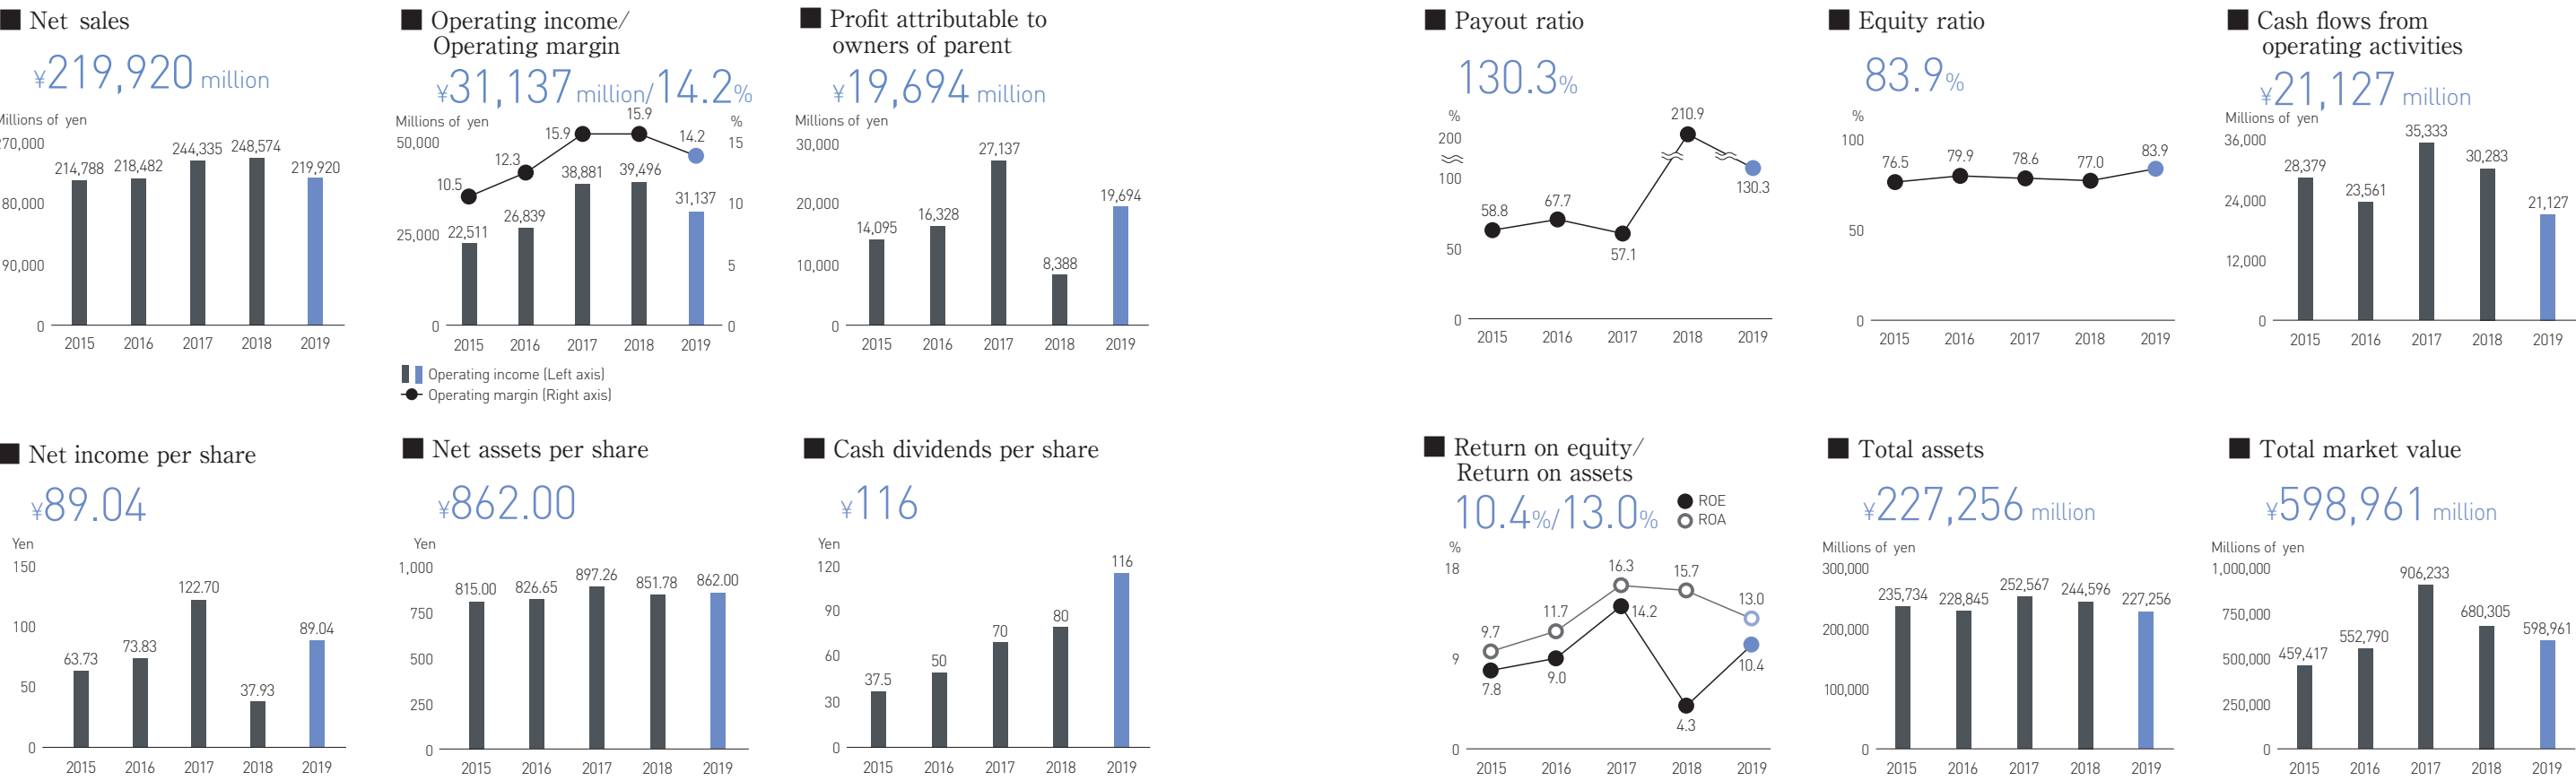 Net sales
¥219,920 million
Millions of yen
270,000
80,000
90,000
0
214,788
218,482
244,335
248,574
219,920
2015 2016 2017 2018 2019
Operating income/
Operating margin
¥31,137 million/14.2%
Millions of yen
%
50,000
25,000
0
15
10
5
0
10.5
12.3
15.9
15.9
14.2
22,511
26,839
38,881
39,496
31,137
2015 2016 2017 2018 2019
Operating income (Left axis)
Operating margin (Right axis)
Profit attributable to
owners of parent
¥19,694 million
Millions of yen
30,000
20,000
10,000
0
14,095
16,328
27,137
8,388
19,694
2015 2016 2017 2018 2019
Payout ratio
130.3%
%
200
100
50
0
58.8
67.7
57.1
210.9
130.3
2015 2016 2017 2018 2019
Equity ratio
83.9%
%
100
50
0
76.5
79.9
78.6
77.0
83.9
2015 2016 2017 2018 2019
Cash flows from
operating activities
¥21,127 million
Millions of yen
36,000
24,000
12,000
0
28,379
23,561
35,333
30,283
21,127
2015 2016 2017 2018 2019
Net income per share
¥89.04
Yen
150
100
50
0
63.73
73.83
122.70
37.93
89.04
2015 2016 2017 2018 2019
Net assets per share
¥862.00
Yen
1,000
750
500
250
0
815.00
826.65
897.26
851.78
862.00
2015 2016 2017 2018 2019
Cash dividends per share
¥116
Yen
120
90
60
30
0
37.5
50
70
80
116
2015 2016 2017 2018 2019
Return on equity/
Return on assets
10.4%/13.0%
ROE
ROA
%
18
9
0
9.7
11.7
16.3
15.7
13.0
7.8
9.0
14.2
4.3
10.4
2015 2016 2017 2018 2019
Total assets
¥227,256 million
Millions of yen
300,000
200,000
100,000
0
235,734
228,845
252,567
244,596
227,256
2015 2016 2017 2018 2019
Total market value
¥598,961 million
Millions of yen
1,000,000
750,000
500,000
250,000
0
459,417
552,790
906,233
680,305
598,961
2015 2016 2017 2018 2019